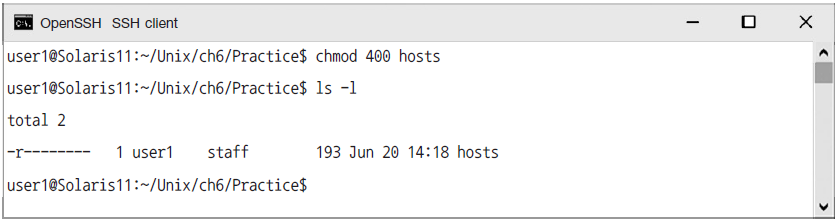 OpenSSH SSH client
user1@Solaris11:~/Unix/ch6/Practice$ chmod 400 hosts
user1@Solaris11:~/Unix/ch6/Practice$ ls -l
total 2
-r-------- 1 user1 staff 193 Jun 20 14:18 hosts
user1@Solaris11:~/Unix/ch6/Practice$